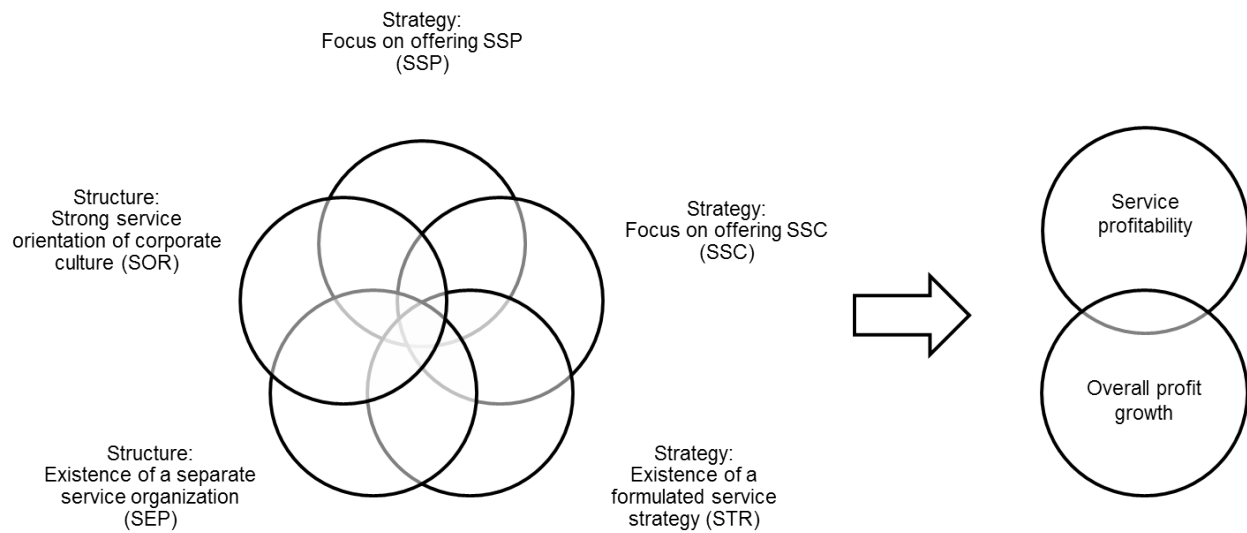 Strategy:
Focus on offering SSP
(SSP)
Structure:
Strong service
orientation of corporate
culture (SOR)
Strategy:
Focus on offering SSC
(SSC)
Service
profitability
Overall profit
growth
Structure:
Existence of a separate
service organization
(SEP)
Strategy:
Existence of a
formulated service
strategy (STR)